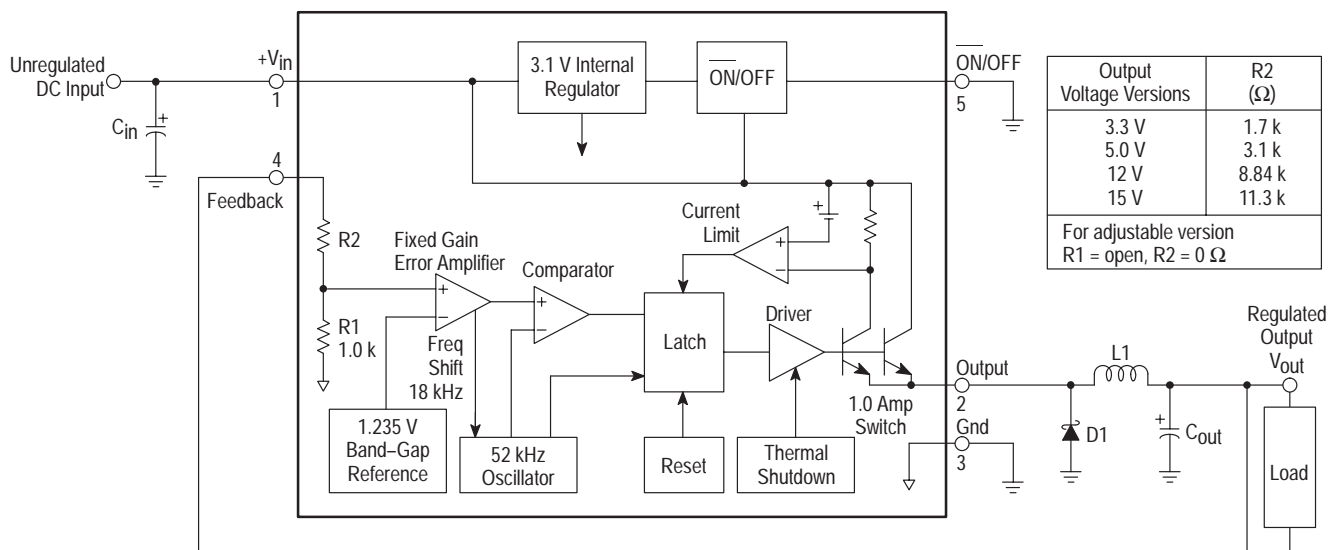 Unregulated
DC Input
+Vin
1
Cin
+
4
Feedback
3.1 V Internal
Regulator
ON/OFF
ON/OFF
5
Output
Voltage Versions
R2
(Ω)
3.3 V
1.7 k
5.0 V
3.1 k
12 V
8.84 k
15 V
11.3 k
For adjustable version
R1 = open, R2 = 0 Ω
R2
R1
1.0 k
Fixed Gain
Error Amplifier
+
−
Freq
Shift
18 kHz
Comparator
+
−
Current
Limit
+
−
+
Latch
Driver
1.0 Amp
Switch
1.235 V
Band–Gap
Reference
52 kHz
Oscillator
Reset
Thermal
Shutdown
Output
2
Gnd
3
L1
D1
+
Cout
Regulated
Output
Vout
Load